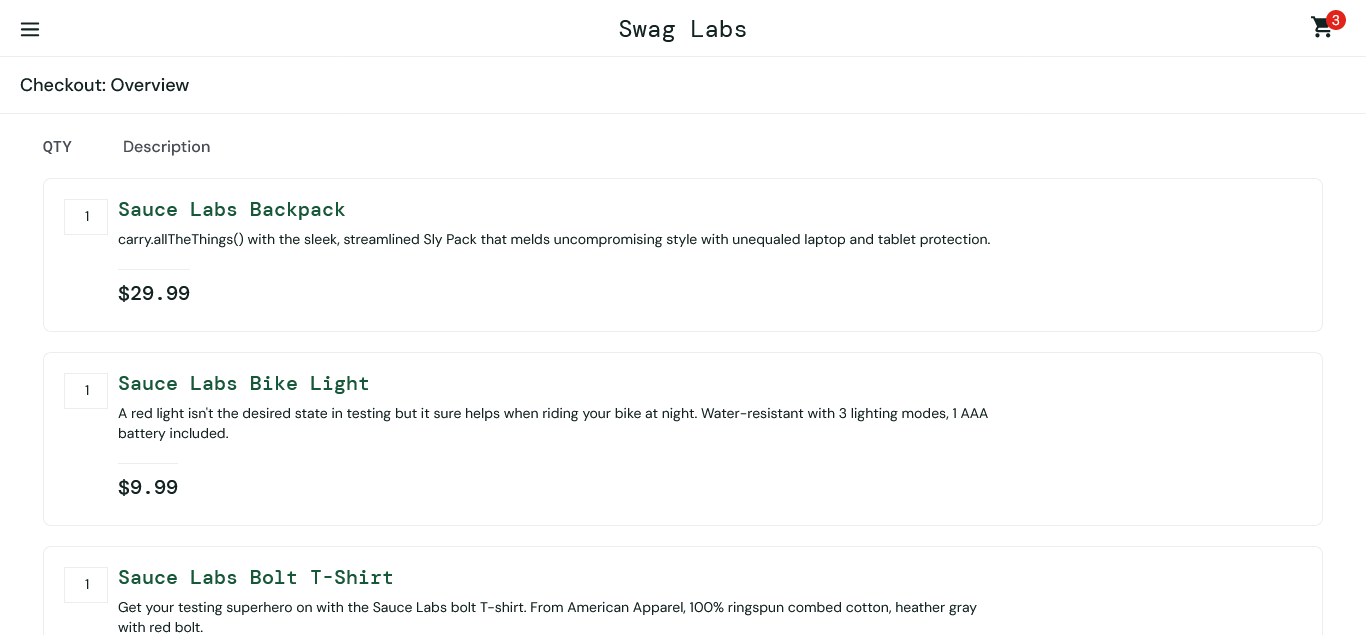 Swag Labs
3
Checkout: Overview
QTY Description
1
Sauce Labs Backpack
carry.allTheThings() with the sleek, streamlined Sly Pack that melds uncompromising style with unequaled laptop and tablet protection.
$29.99
1
Sauce Labs Bike Light
A red light isn't the desired state in testing but it sure helps when riding your bike at night. Water-resistant with 3 lighting modes, 1 AAA
battery included.
$9.99
1
Sauce Labs Bolt T-Shirt
Get your testing superhero on with the Sauce Labs bolt T-shirt. From American Apparel, 100% ringspun combed cotton, heather gray
with red bolt.